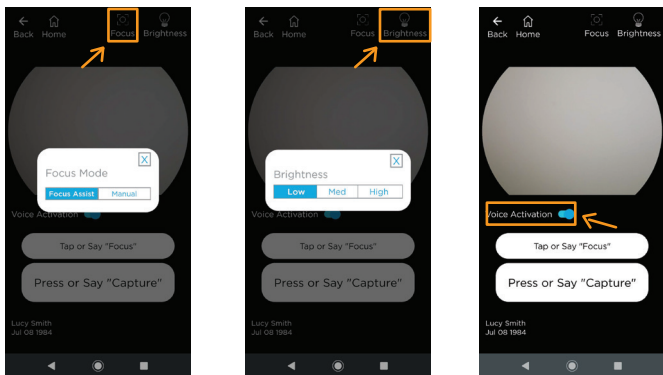 Back Home Focus Brightness
X
Focus Mode
Focus Assist Manual
Voice Activation
Tap or Say "Focus"
Press or Say "Capture"
Lucy Smith
Jul 08 1984
Back Home Focus Brightness
X
Brightness
Low Med High
Voice Activation
Tap or Say "Focus"
Press or Say "Capture"
Lucy Smith
Jul 08 1984
Back Home Focus Brightness
Voice Activation
Tap or Say "Focus"
Press or Say "Capture"
Lucy Smith
Jul 08 1984